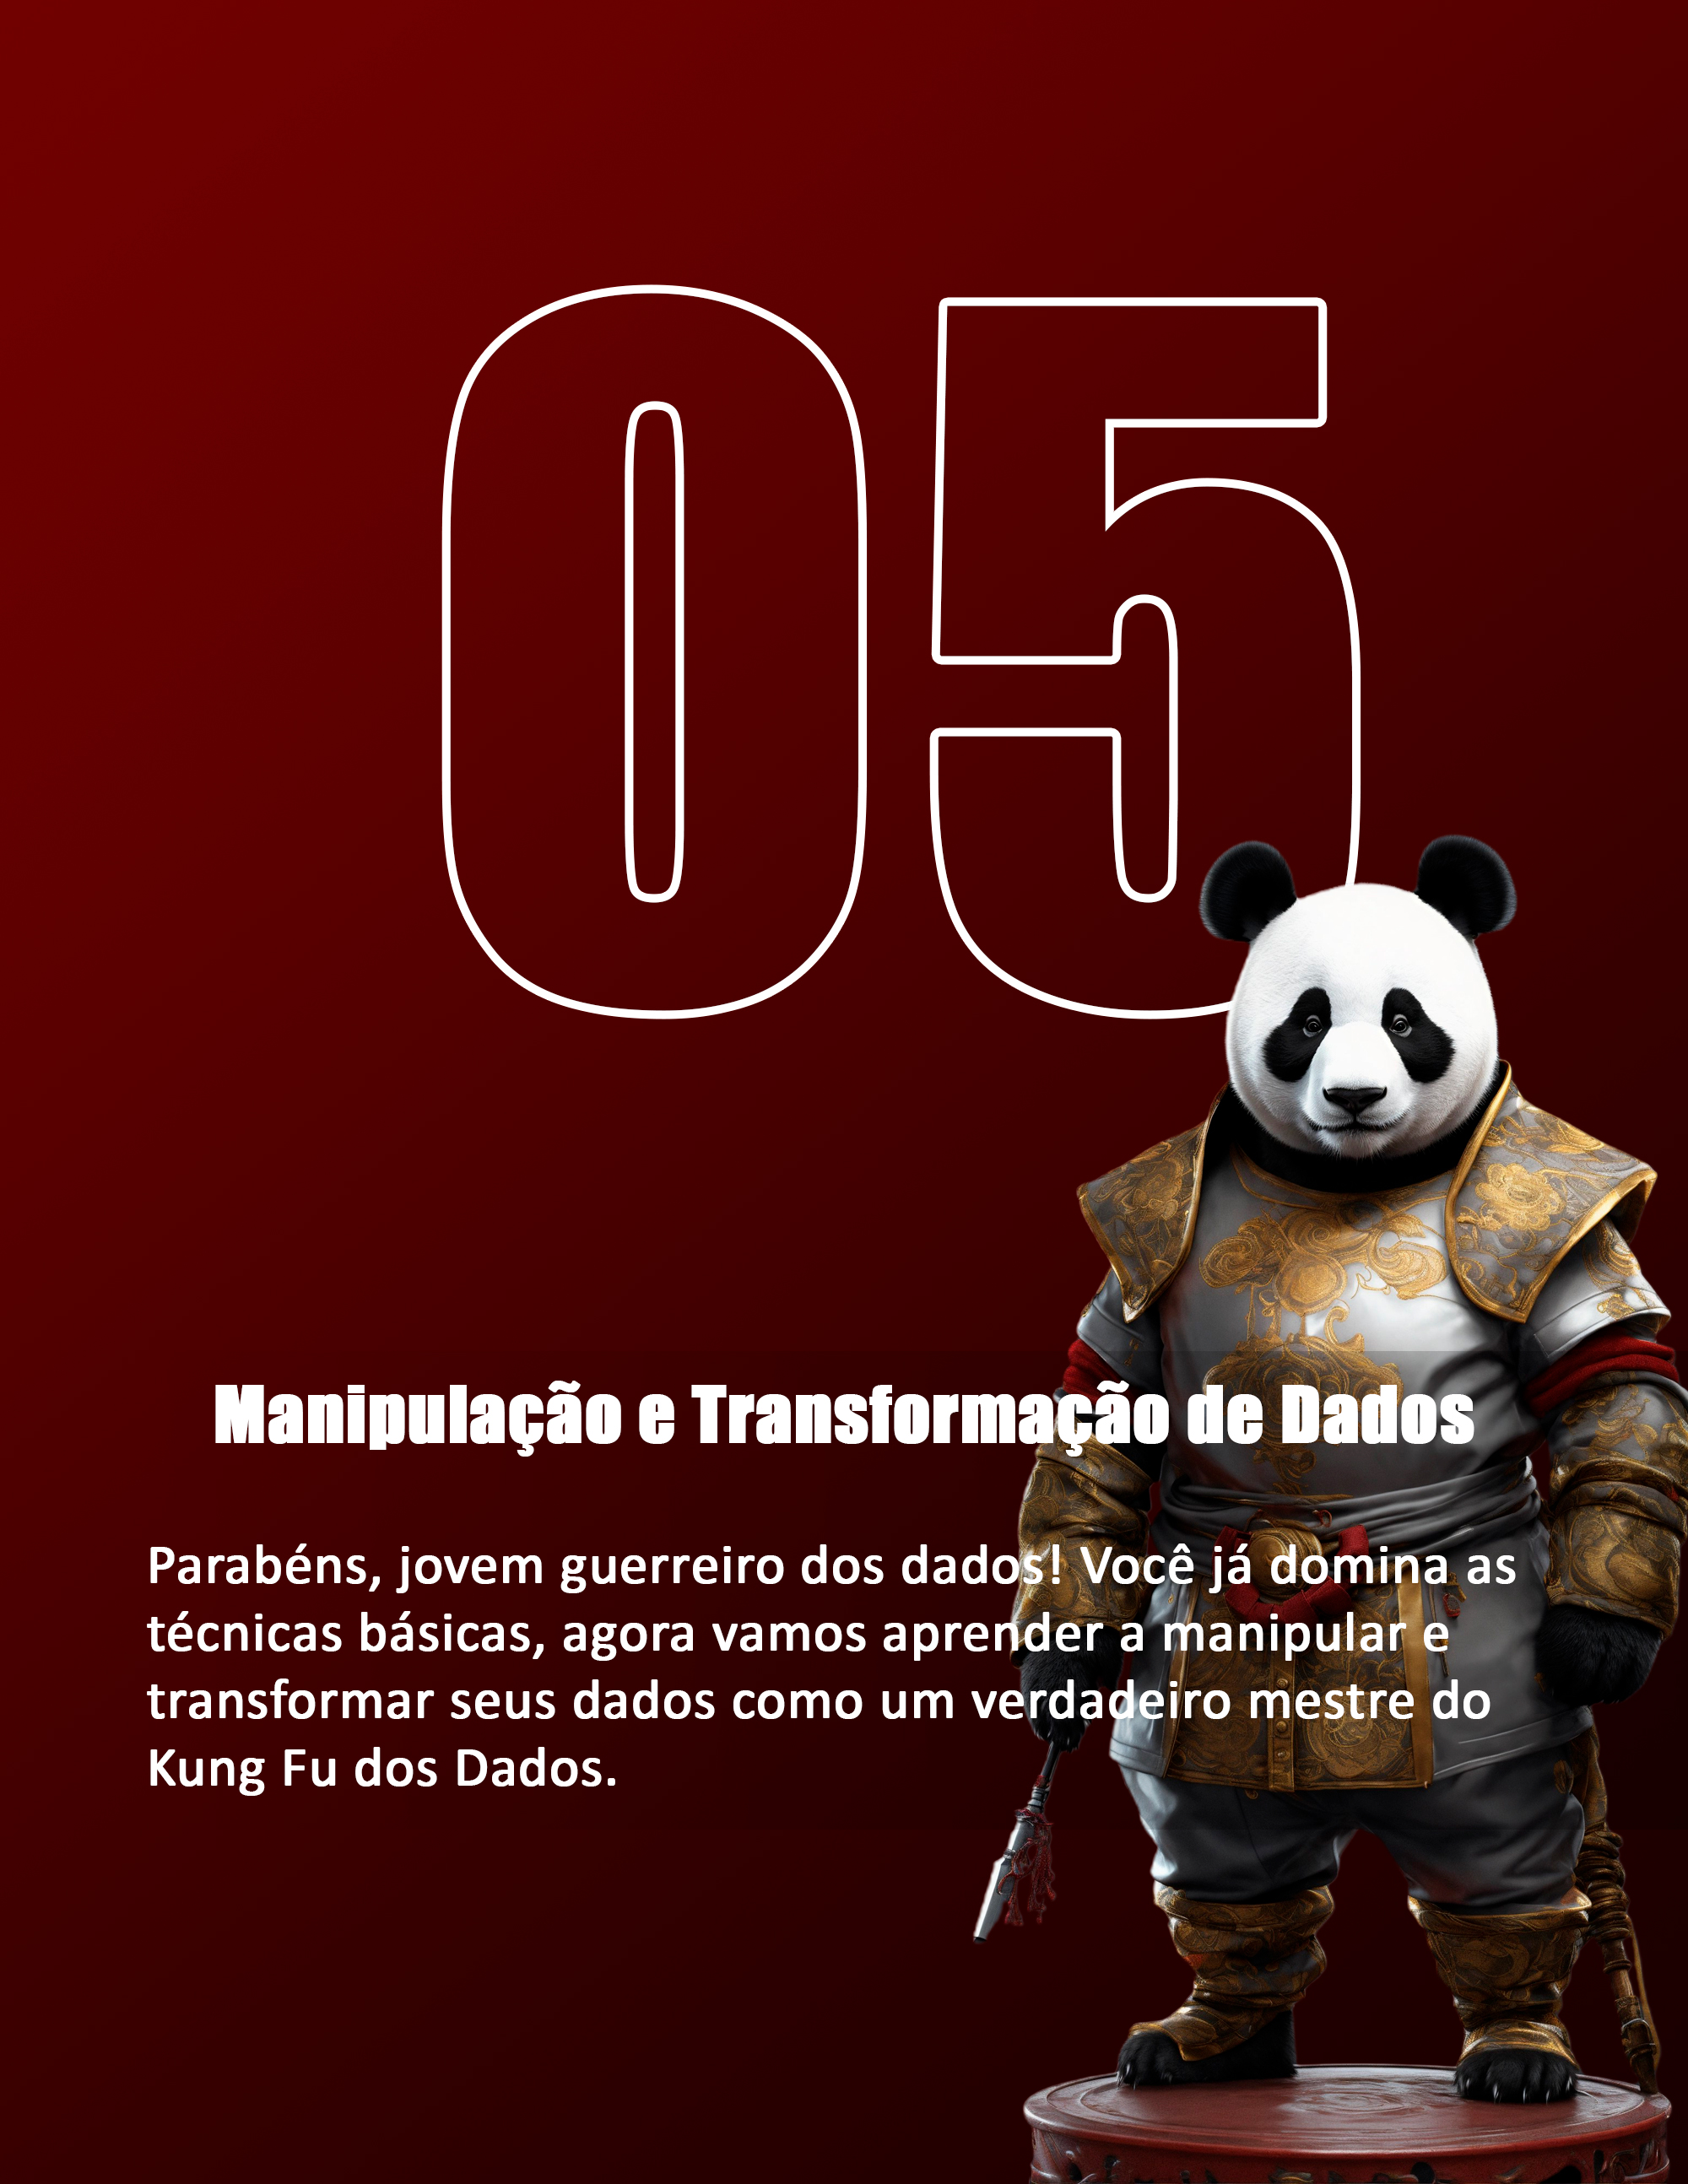 05
Manipulação e Transformação de Dados
Parabéns, jovem guerreiro dos dados! Você já domina as
técnicas básicas, agora vamos aprender a manipular e
transformar seus dados como um verdadeiro mestre do
Kung Fu dos Dados.